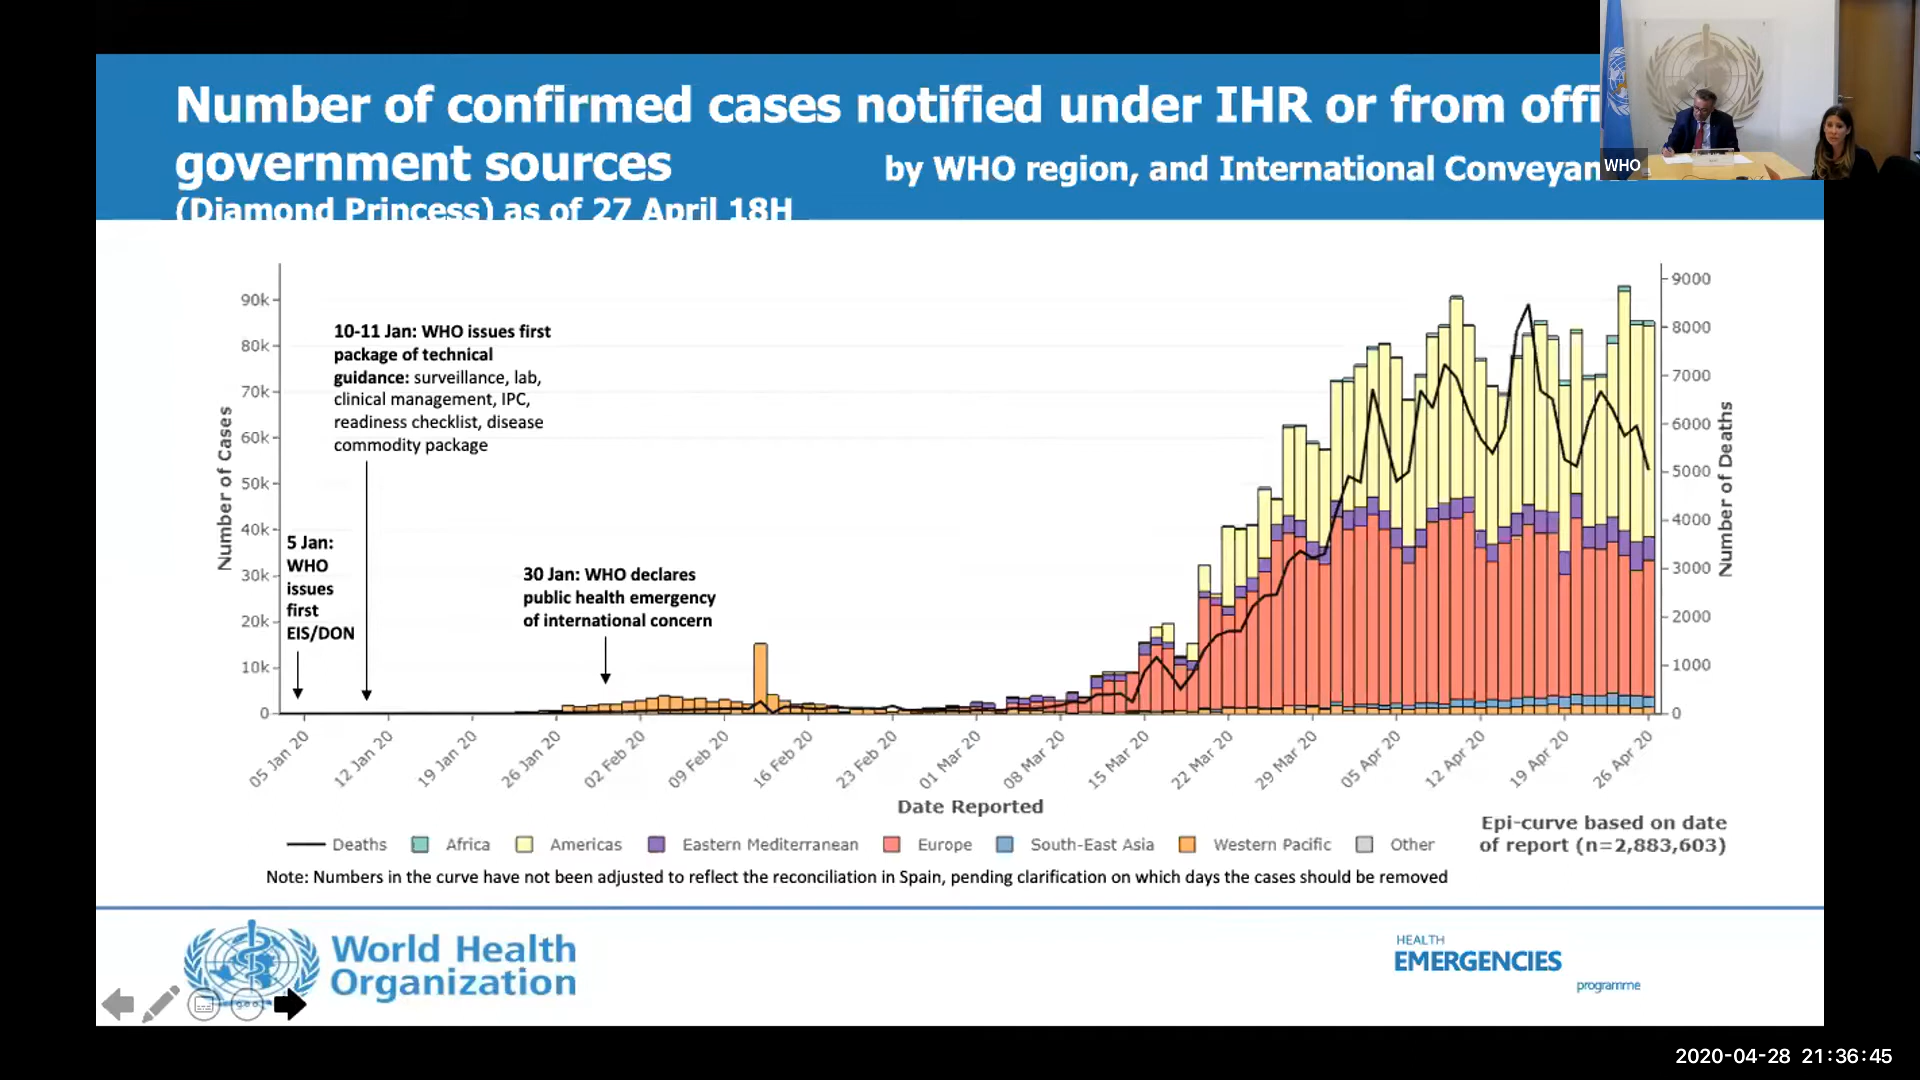 Number of confirmed cases notified under IHR or from offi
government sources by WHO region, and International Conveyan
(Diamond Princess) as of 27 April 18H
WHO
10-11 Jan: WHO issues first
package of technical
guidance: surveillance, lab,
clinical management, IPC,
readiness checklist, disease
commodity package
5 Jan:
WHO
issues
first
EIS/DON
30 Jan: WHO declares
public health emergency
of international concern
Number of Cases
90k
80k
70k
60k
50k
40k
30k
20k
10k
0
9000
8000
7000
6000
5000
4000
3000
2000
1000
0
Number of Deaths
05 Jan 20
12 Jan 20
19 Jan 20
26 Jan 20
02 Feb 20
09 Feb 20
16 Feb 20
23 Feb 20
01 Mar 20
08 Mar 20
15 Mar 20
22 Mar 20
29 Mar 20
05 Apr 20
12 Apr 20
19 Apr 20
26 Apr 20
Date Reported
Deaths Africa Americas Eastern Mediterranean Europe South-East Asia Western Pacific Other
Epi-curve based on date
of report (n=2,883,603)
Note: Numbers in the curve have not been adjusted to reflect the reconciliation in Spain, pending clarification on which days the cases should be removed
World Health
Organization
HEALTH
EMERGENCIES
programme
2020-04-28 21:36:45